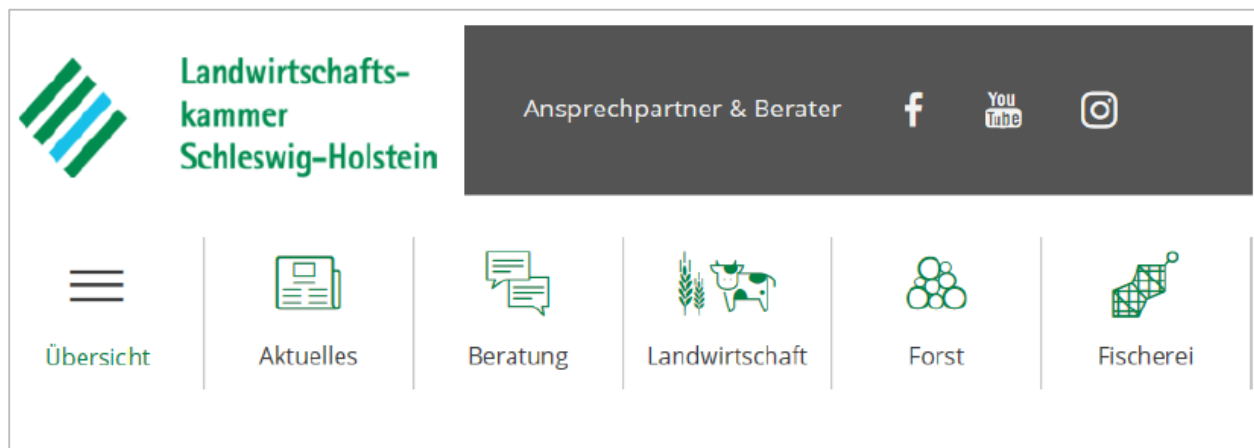 Landwirtschafts-
kammer
Schleswig-Holstein
Ansprechpartner & Berater
f
You
Tube
Übersicht
Aktuelles
Beratung
Landwirtschaft
Forst
Fischerei